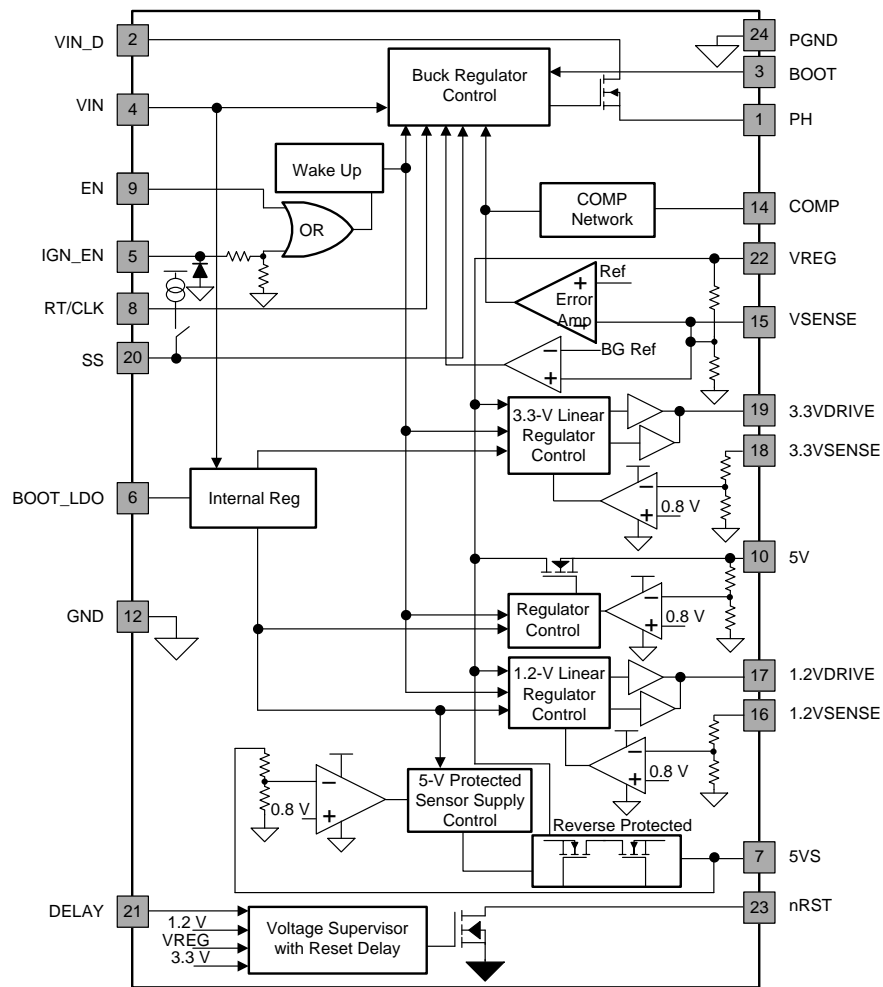 VIN_D
2
24
PGND
3
BOOT
Buck Regulator
Control
VIN
4
1
PH
Wake Up
EN
9
OR
COMP
Network
14
COMP
IGN_EN
5
22
VREG
Ref
+
Error
Amp
−
RT/CLK
8
15
VSENSE
SS
20
−
BG Ref
+
3.3-V Linear
Regulator
Control
19
3.3VDRIVE
18
3.3VSENSE
−
+
0.8 V
BOOT_LDO
6
Internal Reg
10
5V
GND
12
Regulator
Control
−
+
0.8 V
1.2-V Linear
Regulator
Control
17
1.2VDRIVE
16
1.2VSENSE
−
+
0.8 V
5-V Protected
Sensor Supply
Control
−
+
0.8 V
Reverse Protected
7
5VS
DELAY
21
23
nRST
1.2 V
VREG
3.3 V
Voltage Supervisor
with Reset Delay